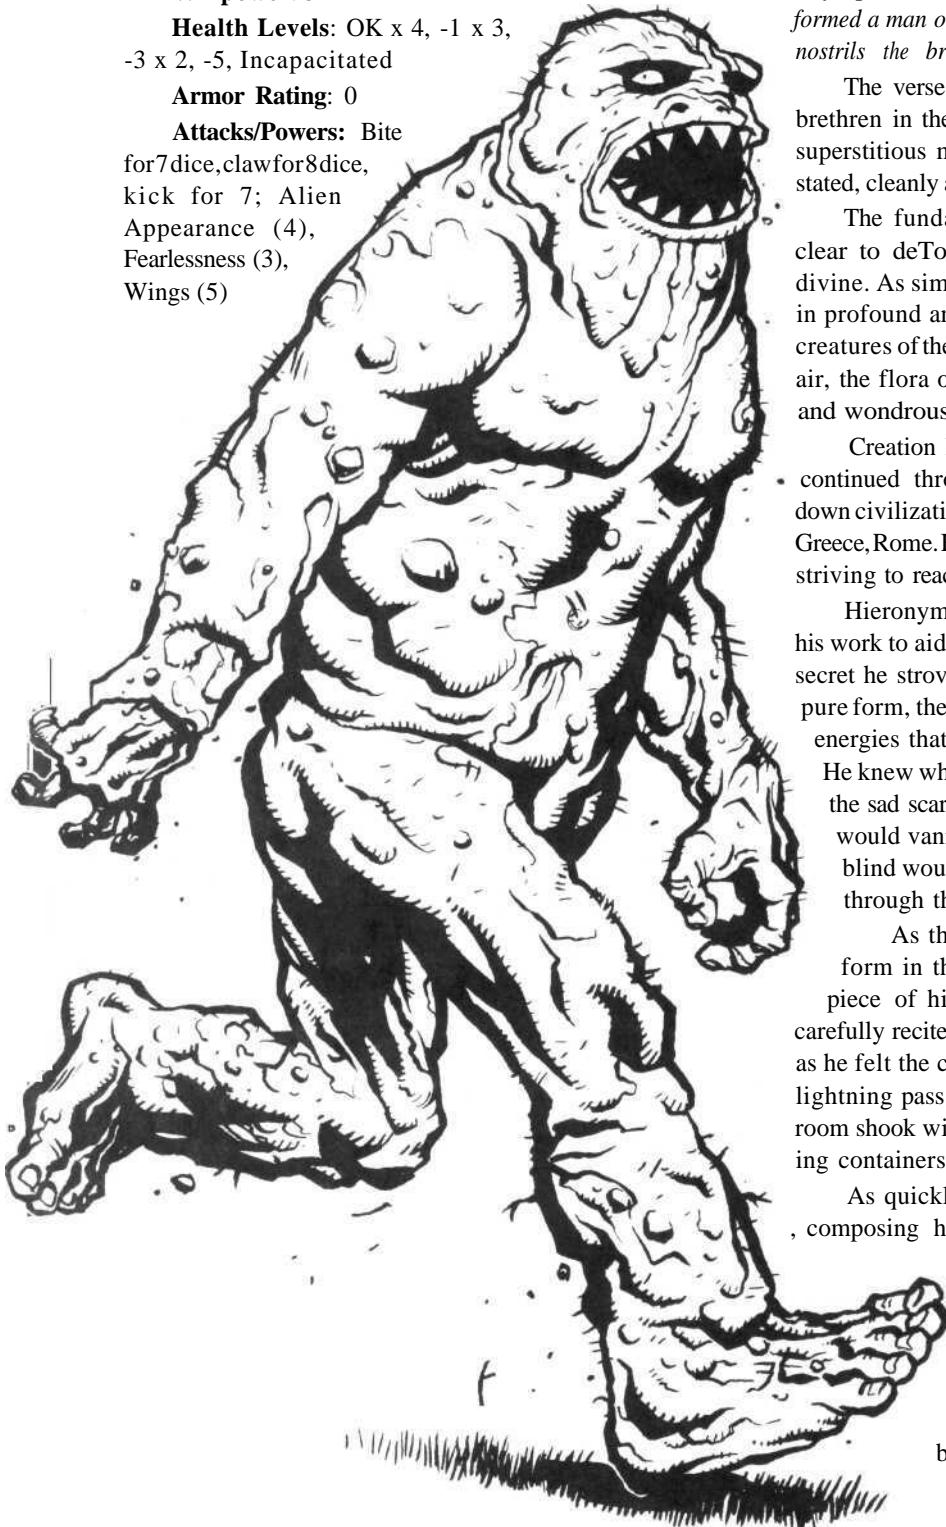 Health Levels: OK x 4, -1 x 3,
-3 x 2, -5, Incapacitated
Armor Rating: 0
Attacks/Powers: Bite
for7dice,clawfor8dice,
kick for 7; Alien
Appearance (4),
Fearlessness (3),
Wings (5)
formed a man o
nostrils the br
The verse
brethren in the
superstitious n
stated, cleanly a
The funda
clear to deTo
divine. As sim
in profound an
creatures of the
air, the flora o
and wondrous
Creation
continued thro
down civilizati
Greece,Rome.
striving to read
Hieronym
his work to aid
secret he strov
pure form, the
energies that
He knew wh
the sad scar
would van
blind wou
through th
As th
form in th
piece of hi
carefully recite
as he felt the c
lightning pass
room shook wi
ing containers
As quickl
, composing h
b